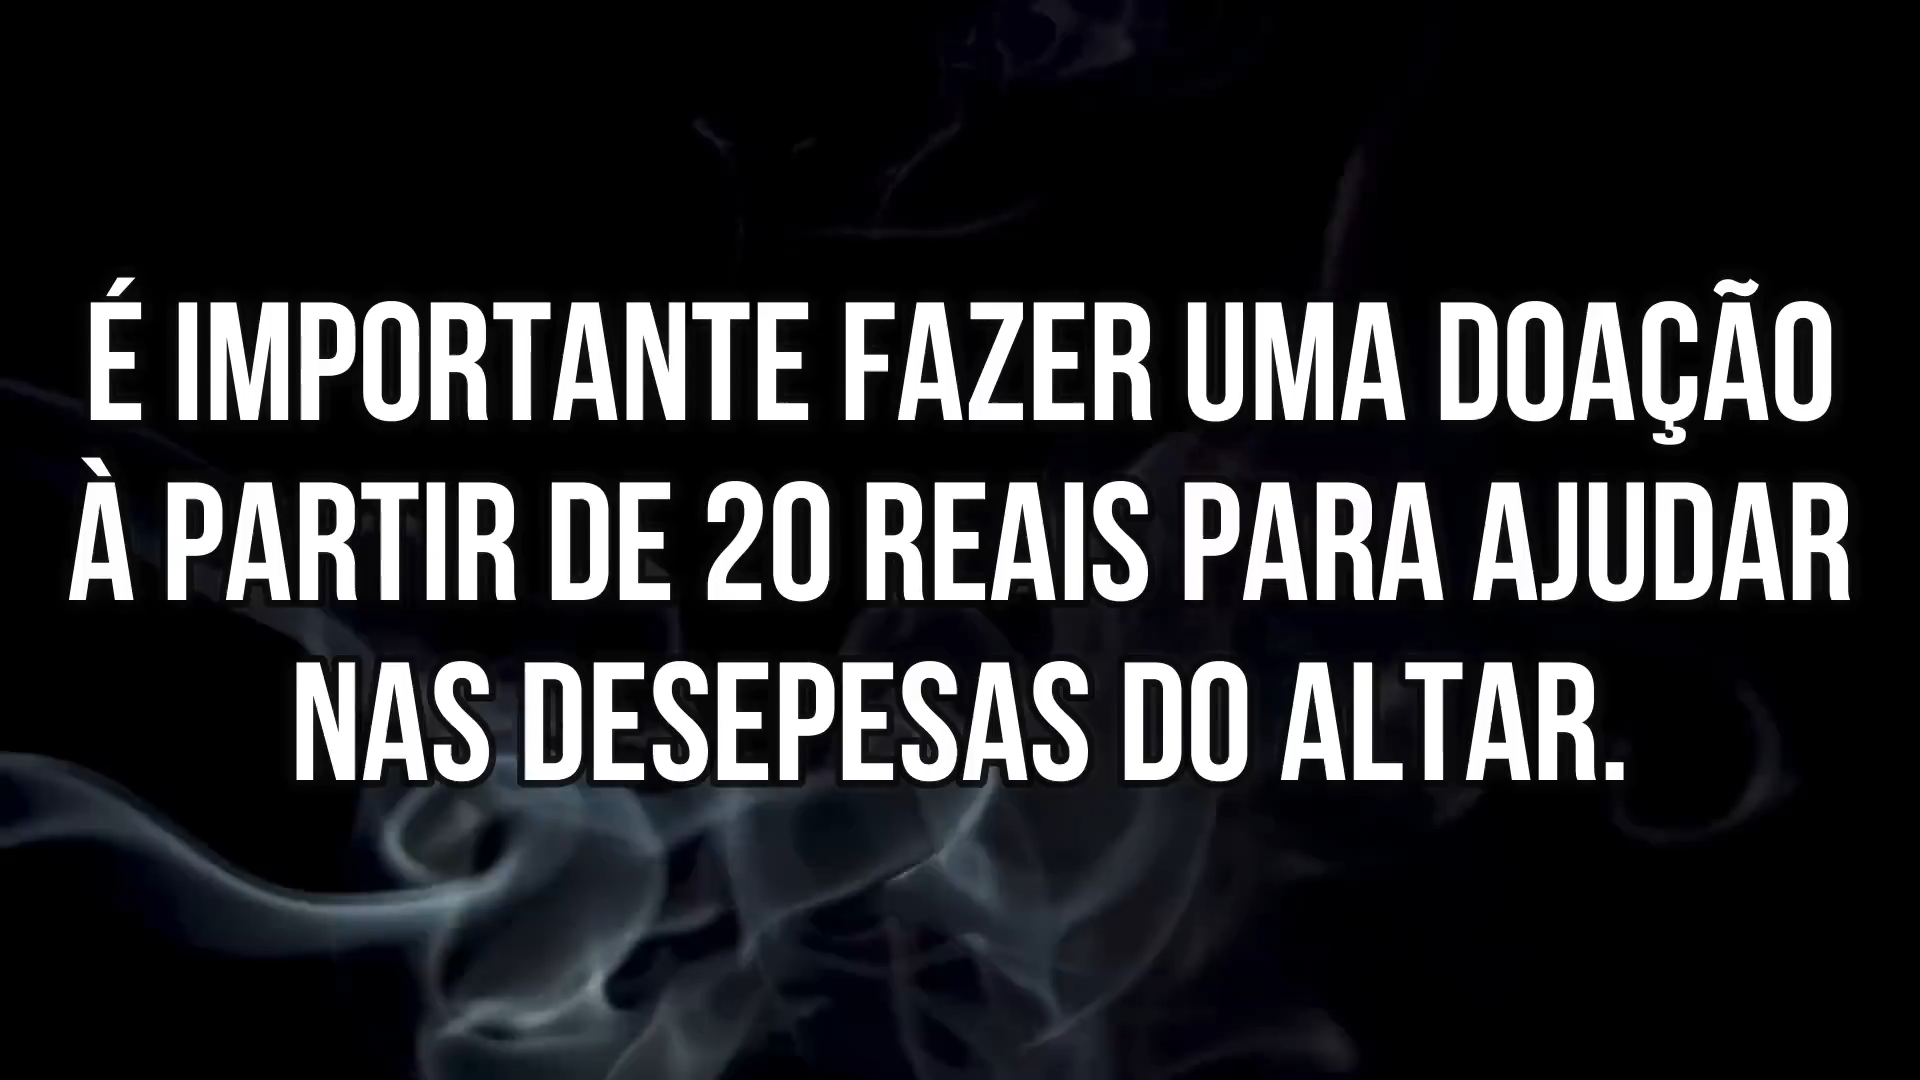 É IMPORTANTE FAZER UMA DOAÇÃO
À PARTIR DE 20 REAIS PARA AJUDAR
NAS DESEPESAS DO ALTAR.